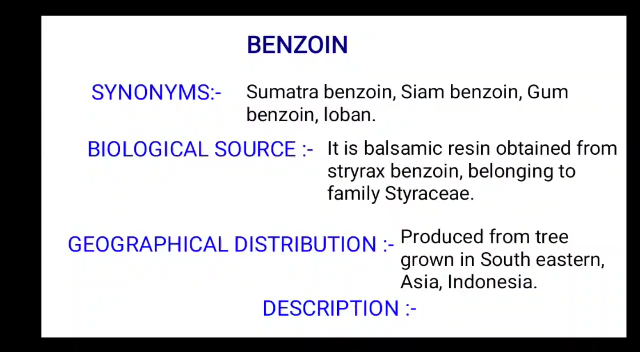 BENZOIN
SYNONYMS:- Sumatra benzoin, Siam benzoin, Gum
benzoin, loban.
BIOLOGICAL SOURCE :- It is balsamic resin obtained from
stryrax benzoin, belonging to
family Styraceae.
GEOGRAPHICAL DISTRIBUTION :- Produced from tree
grown in South eastern,
Asia, Indonesia.
DESCRIPTION :-